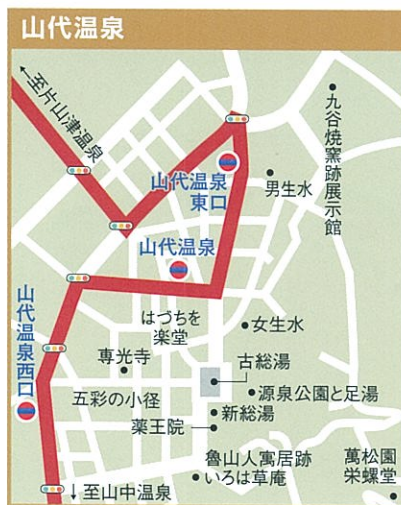 山代温泉
←至片山津温泉
九谷焼窯跡展示館
山代温泉
東口
男生水
山代温泉
山代温泉西口
はづちを
楽堂
女生水
専光寺
古総湯
五彩の小径
源泉公園と足湯
新総湯
薬王院
魯山人寓居跡
いろは草庵
萬松園
栄螺堂
↓至山中温泉